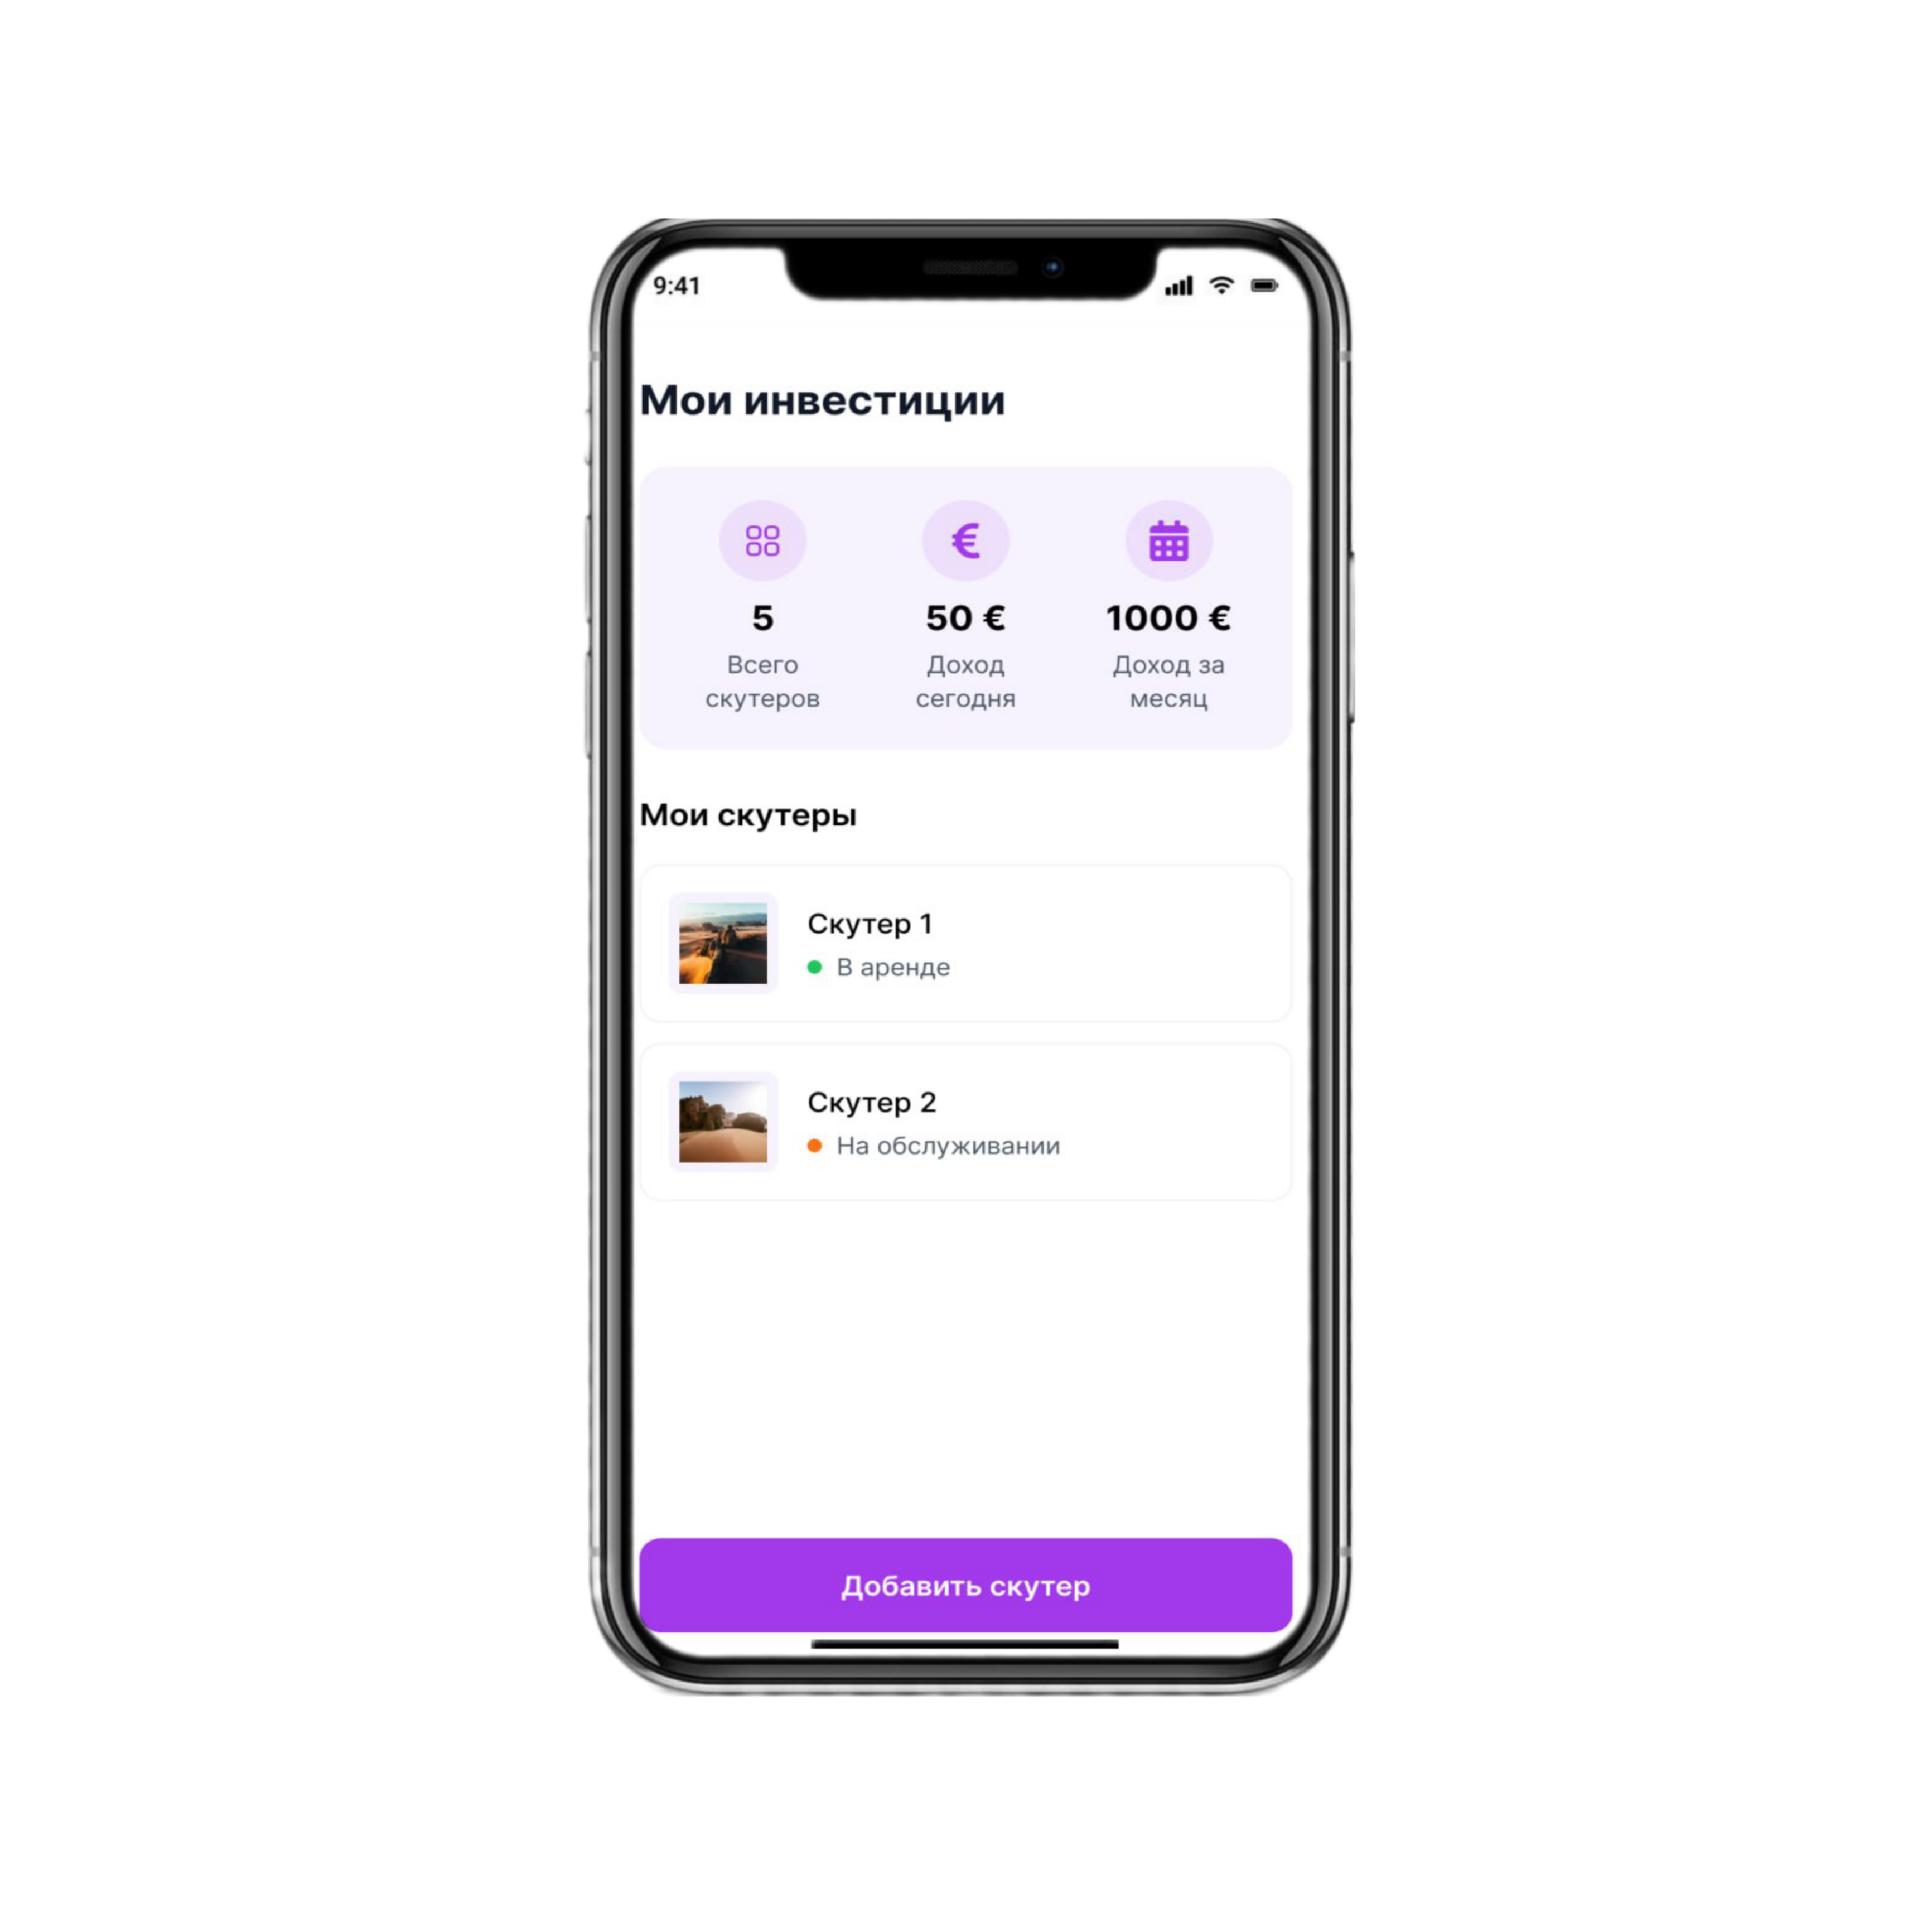 9:41
Мои инвестиции
5
50 €
1000 €
Всего
скутеров
Доход
сегодня
Доход за
месяц
Мои скутеры
Скутер 1
В аренде
Скутер 2
На обслуживании
Добавить скутер